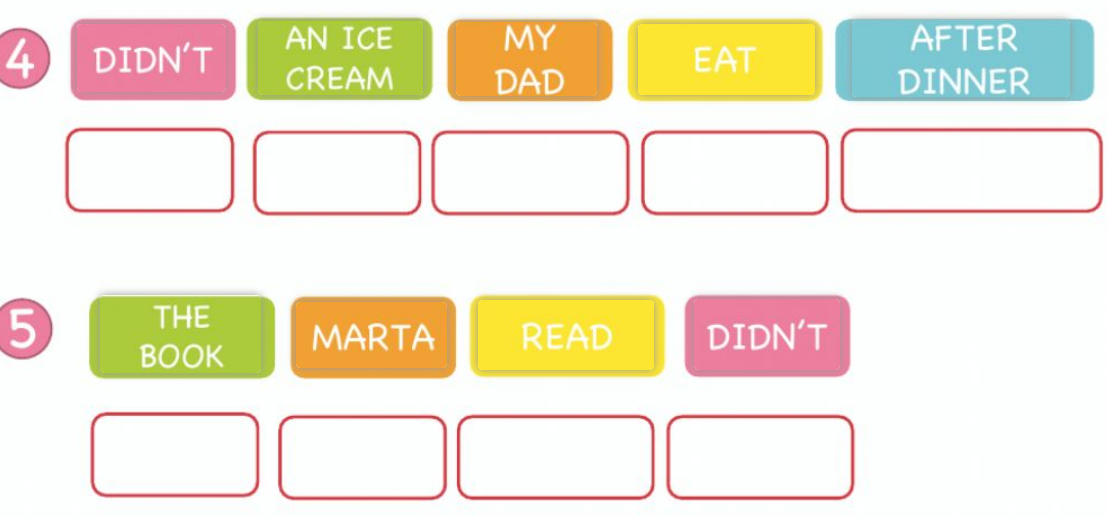 4 DIDN'T AN ICE CREAM MY DAD EAT AFTER DINNER
5 THE BOOK MARTA READ DIDN'T